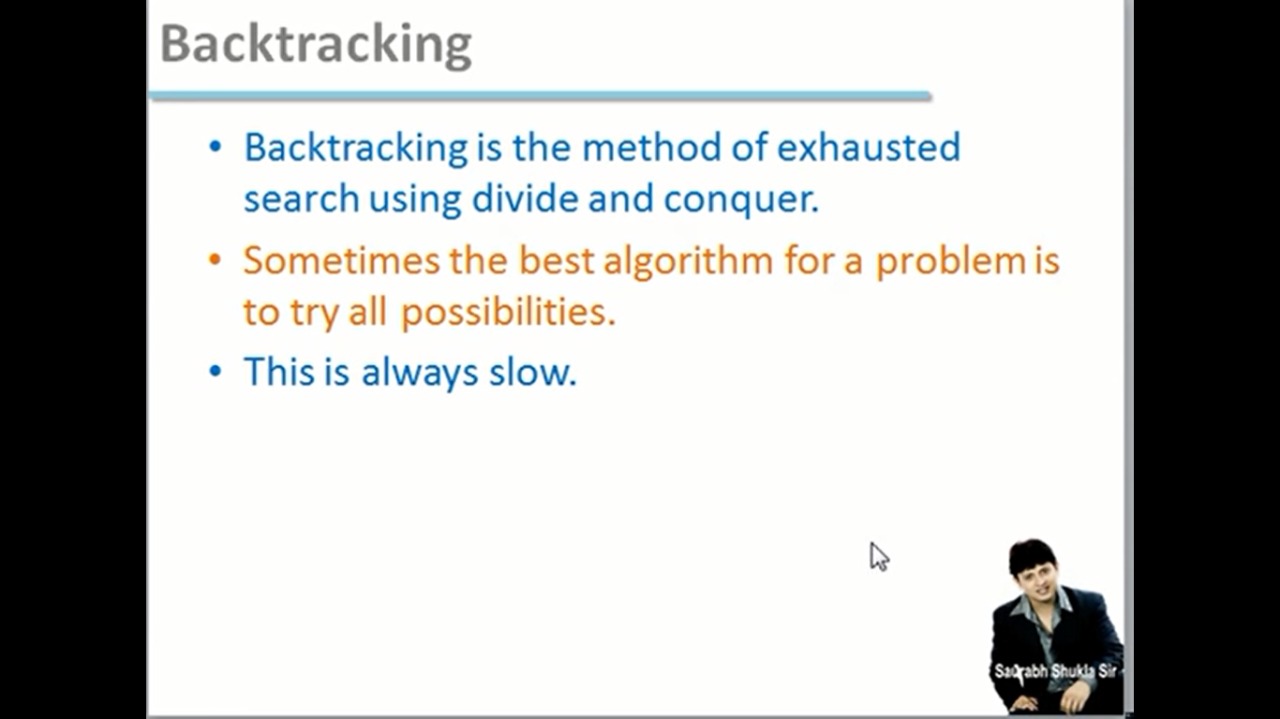 Backtracking
• Backtracking is the method of exhausted
search using divide and conquer.
• Sometimes the best algorithm for a problem is
to try all possibilities.
• This is always slow.
Saurabh Shukla Sir